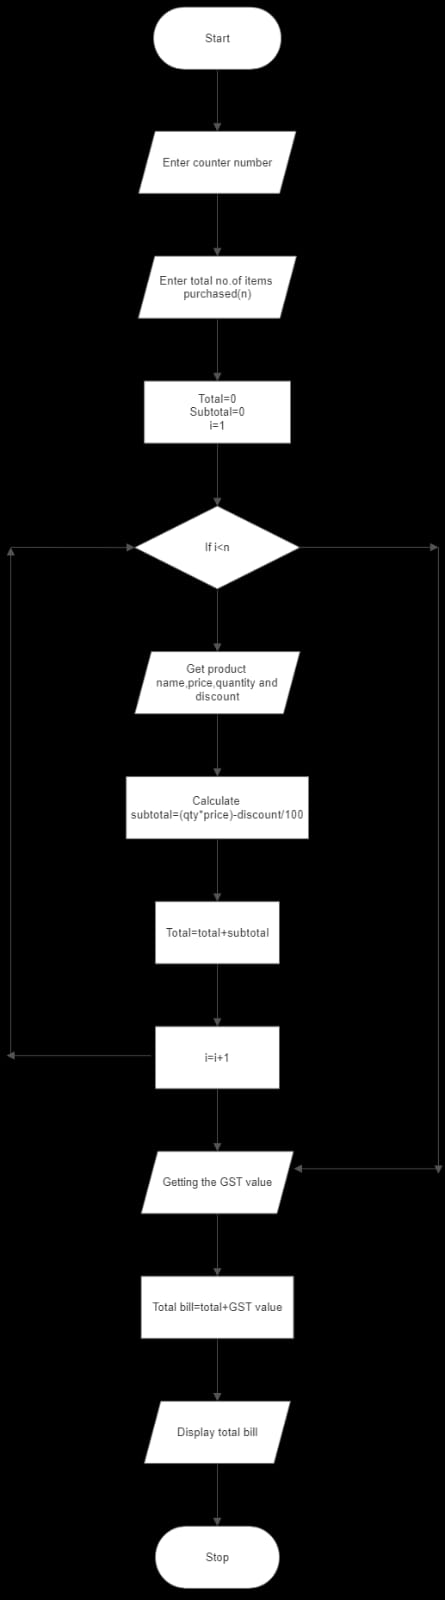 Start
Enter counter number
Enter total no.of items
purchased(n)
Total=0
Subtotal=0
i=1
If i<n
Get product
name,price,quantity and
discount
Calculate
subtotal=(qty*price)-discount/100
Total=total+subtotal
i=i+1
Getting the GST value
Total bill=total+GST value
Display total bill
Stop